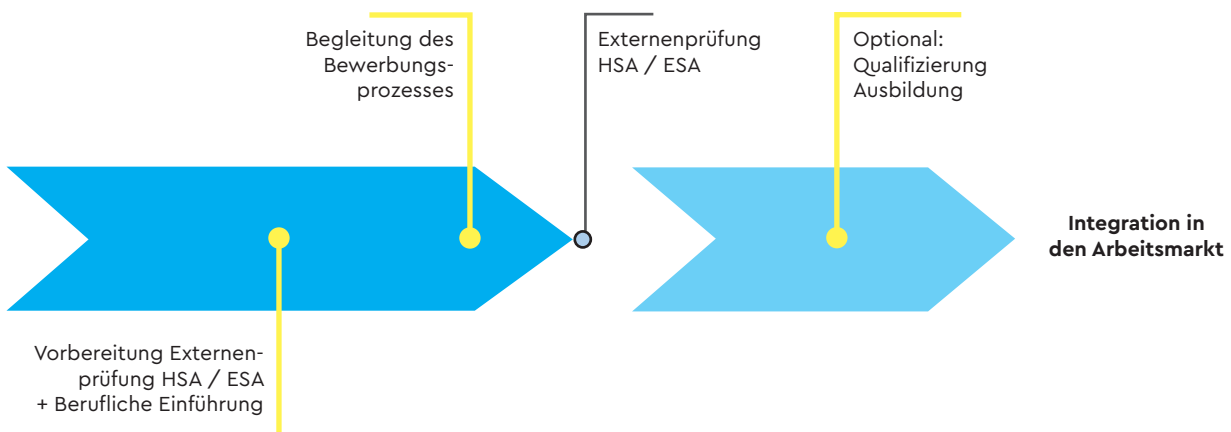 Begleitung des
Bewerbungs-
prozesses
Externenprüfung
HSA / ESA
Optional:
Qualifizierung
Ausbildung
Integration in
den Arbeitsmarkt
Vorbereitung Externen-
prüfung HSA / ESA
+ Berufliche Einführung